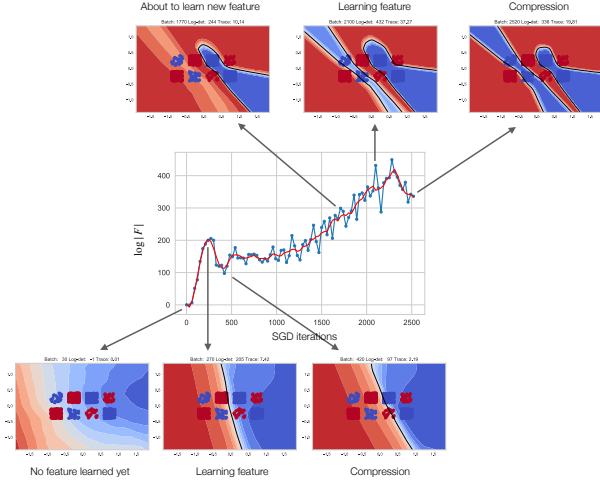 About to learn new feature
Learning feature
Compression
Batch: 1770 Log-det: 244 Trace: 10.14
Batch: 2100 Log-det: 432 Trace: 37.27
Batch: 2520 Log-det: 336 Trace: 19.81
log |F|
400
300
200
100
0
0
500
1000
1500
2000
2500
SGD iterations
Batch: 30 Log-det: -1 Trace: 0.01
Batch: 270 Log-det: 205 Trace: 7.42
Batch: 420 Log-det: 97 Trace: 2.19
No feature learned yet
Learning feature
Compression